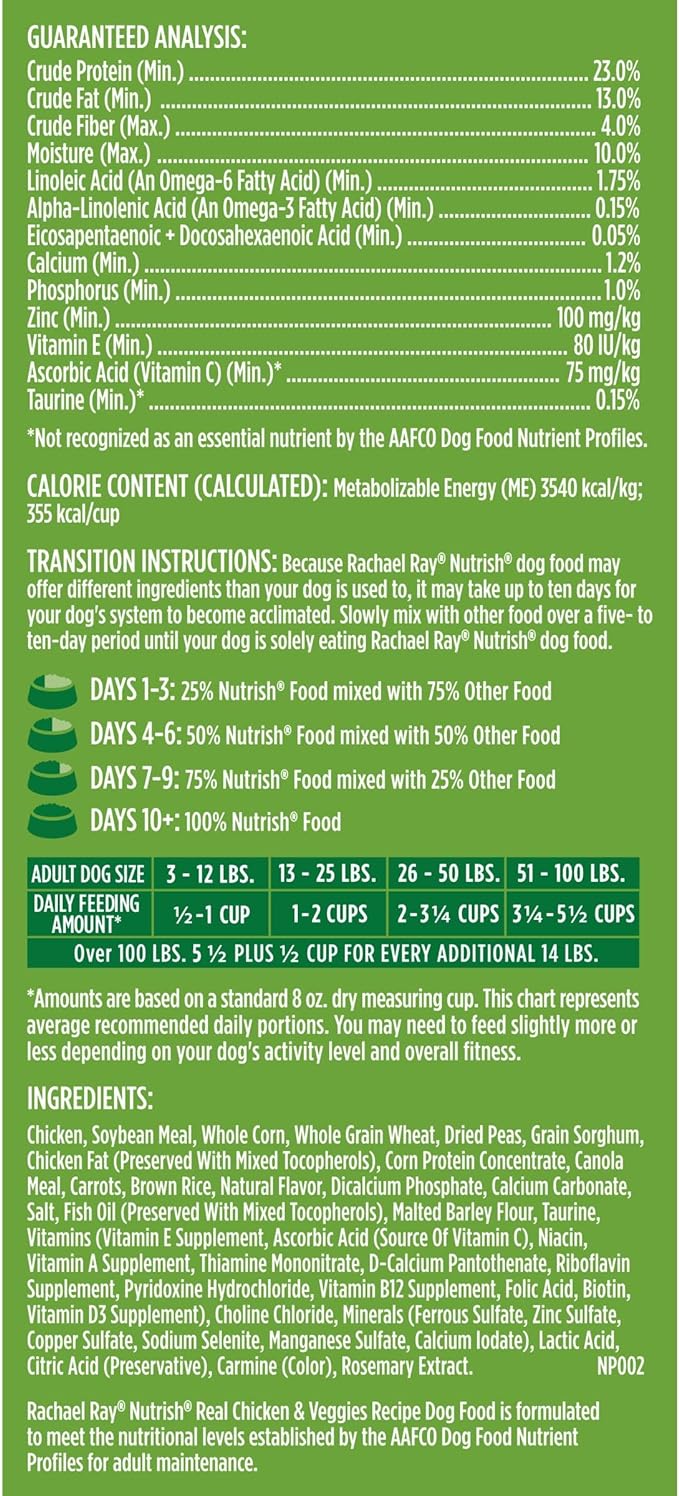 GUARANTEED ANALYSIS:
Crude Protein (Min.) ........ 23.0%
Crude Fat (Min.) ........ 13.0%
Crude Fiber (Max.) ........ 4.0%
Moisture (Max.) ........ 10.0%
Linoleic Acid (An Omega-6 Fatty Acid) (Min.) ........ 1.75%
Alpha-Linolenic Acid (An Omega-3 Fatty Acid) (Min.) ........ 0.15%
Eicosapentaenoic + Docosahexaenoic Acid (Min.) ........ 0.05%
Calcium (Min.) ........ 1.2%
Phosphorus (Min.) ........ 1.0%
Zinc (Min.) ........ 100 mg/kg
Vitamin E (Min.) ........ 80 IU/kg
Ascorbic Acid (Vitamin C) (Min.)* ........ 75 mg/kg
Taurine (Min.)* ........ 0.15%
*Not recognized as an essential nutrient by the AAFCO Dog Food Nutrient Profiles.
CALORIE CONTENT (CALCULATED): Metabolizable Energy (ME) 3540 kcal/kg;
355 kcal/cup
TRANSITION INSTRUCTIONS: Because Rachael Ray® Nutrish® dog food may
offer different ingredients than your dog is used to, it may take up to ten days for
your dog's system to become acclimated. Slowly mix with other food over a five- to
ten-day period until your dog is solely eating Rachael Ray® Nutrish® dog food.
DAYS 1-3: 25% Nutrish® Food mixed with 75% Other Food
DAYS 4-6: 50% Nutrish® Food mixed with 50% Other Food
DAYS 7-9: 75% Nutrish® Food mixed with 25% Other Food
DAYS 10+: 100% Nutrish® Food
ADULT DOG SIZE 3 - 12 LBS. 13 - 25 LBS. 26 - 50 LBS. 51 - 100 LBS.
DAILY FEEDING AMOUNT* ½-1 CUP 1-2 CUPS 2-3¼ CUPS 3¼-5½ CUPS
Over 100 LBS. 5 ½ PLUS ½ CUP FOR EVERY ADDITIONAL 14 LBS.
*Amounts are based on a standard 8 oz. dry measuring cup. This chart represents
average recommended daily portions. You may need to feed slightly more or
less depending on your dog's activity level and overall fitness.
INGREDIENTS:
Chicken, Soybean Meal, Whole Corn, Whole Grain Wheat, Dried Peas, Grain Sorghum,
Chicken Fat (Preserved With Mixed Tocopherols), Corn Protein Concentrate, Canola
Meal, Carrots, Brown Rice, Natural Flavor, Dicalcium Phosphate, Calcium Carbonate,
Salt, Fish Oil (Preserved With Mixed Tocopherols), Malted Barley Flour, Taurine,
Vitamins (Vitamin E Supplement, Ascorbic Acid (Source Of Vitamin C), Niacin,
Vitamin A Supplement, Thiamine Mononitrate, D-Calcium Pantothenate, Riboflavin
Supplement, Pyridoxine Hydrochloride, Vitamin B12 Supplement, Folic Acid, Biotin,
Vitamin D3 Supplement), Choline Chloride, Minerals (Ferrous Sulfate, Zinc Sulfate,
Copper Sulfate, Sodium Selenite, Manganese Sulfate, Calcium Iodate), Lactic Acid,
Citric Acid (Preservative), Carmine (Color), Rosemary Extract. NP002
Rachael Ray® Nutrish® Real Chicken & Veggies Recipe Dog Food is formulated
to meet the nutritional levels established by the AAFCO Dog Food Nutrient
Profiles for adult maintenance.